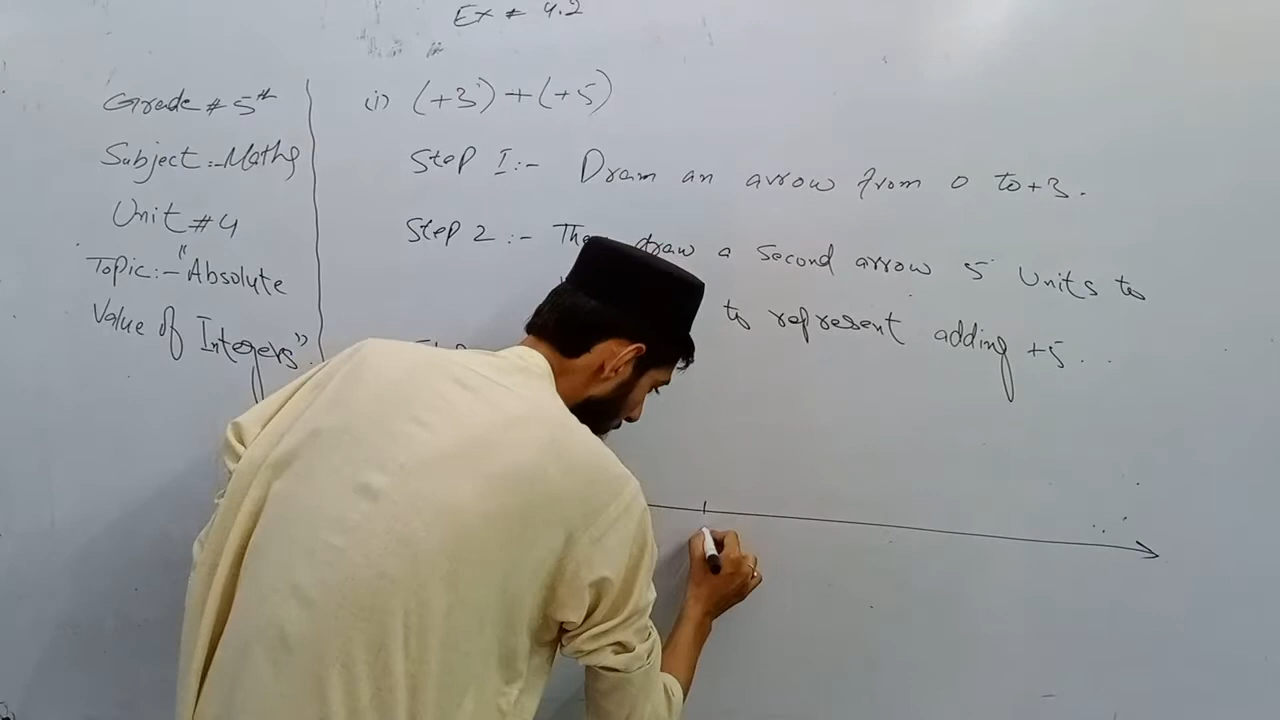 Ex # 4.2
Grade # 5th
Subject :- Maths
Unit # 4
Topic :- "Absolute
Value of Integers".
(i) (+3) + (+5)
Step I :- Draw an arrow from 0 to +3.
Step 2 :- Then draw a second arrow 5 Units to
to represent adding +5.